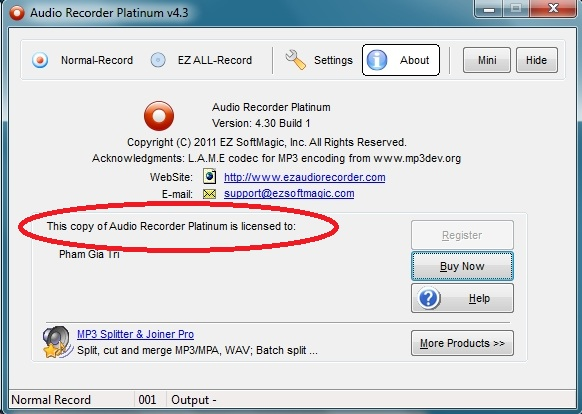 Audio Recorder Platinum v4.3
Normal-Record EZ ALL-Record Settings About Mini Hide
Audio Recorder Platinum
Version: 4.30 Build 1
Copyright (C) 2011 EZ SoftMagic, Inc. All Rights Reserved.
Acknowledgments: L.A.M.E codec for MP3 encoding from www.mp3dev.org
WebSite: http://www.ezaudiorecorder.com
E-mail: support@ezsoftmagic.com
This copy of Audio Recorder Platinum is licensed to:
Register
Pham Gia Tri
Buy Now
Help
MP3 Splitter & Joiner Pro
Split, cut and merge MP3/MPA, WAV; Batch split ...
More Products >>
Normal Record 001 Output -